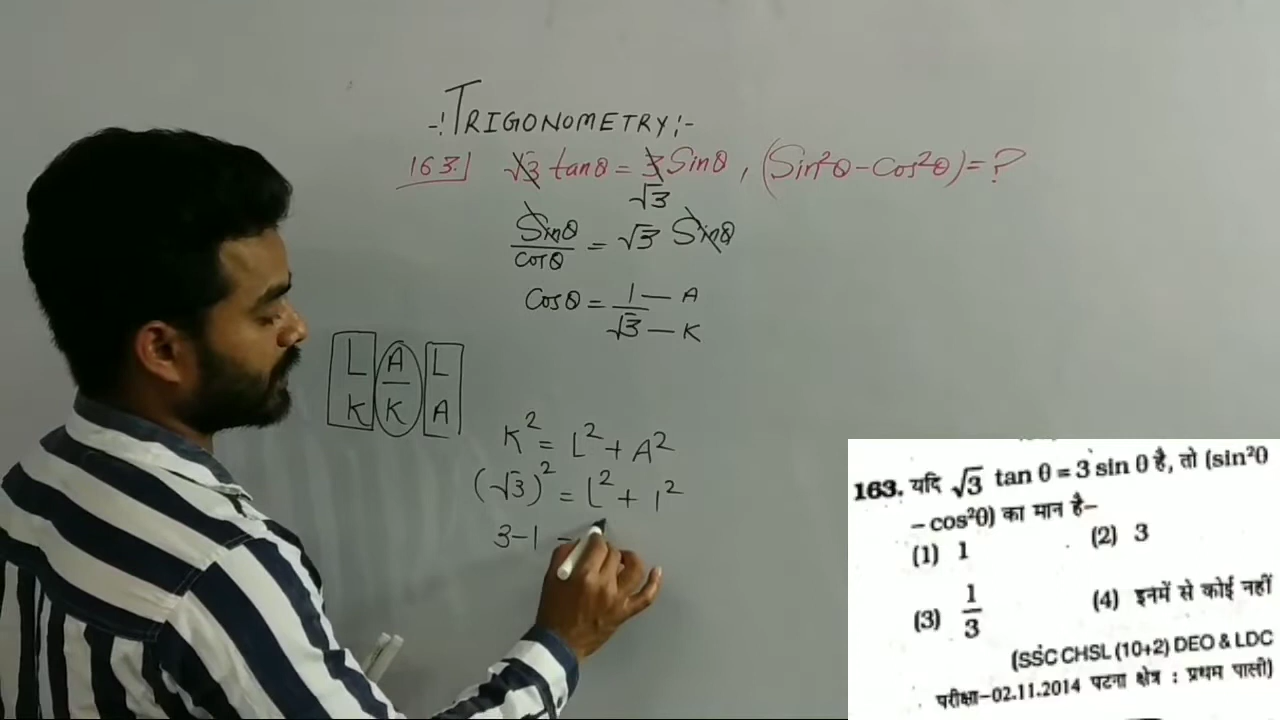 -:TRIGONOMETRY:-
163. √3 tanθ = 3 Sinθ, (Sin²θ - Cos²θ) = ?
√3
Sinθ/Cosθ = √3 Sinθ
Cosθ = 1/√3 — A — K
L A L
K K A
K² = L² + A²
(√3)² = L² + 1²
3-1 =
163. यदि √3 tan θ = 3 sin θ है, तो (sin²θ
- cos²θ) का मान है–
(1) 1 (2) 3
(3) 1/3 (4) इनमें से कोई नहीं
(SSC CHSL (10+2) DEO & LDC
परीक्षा–02.11.2014 पटना क्षेत्र : प्रथम पाली)